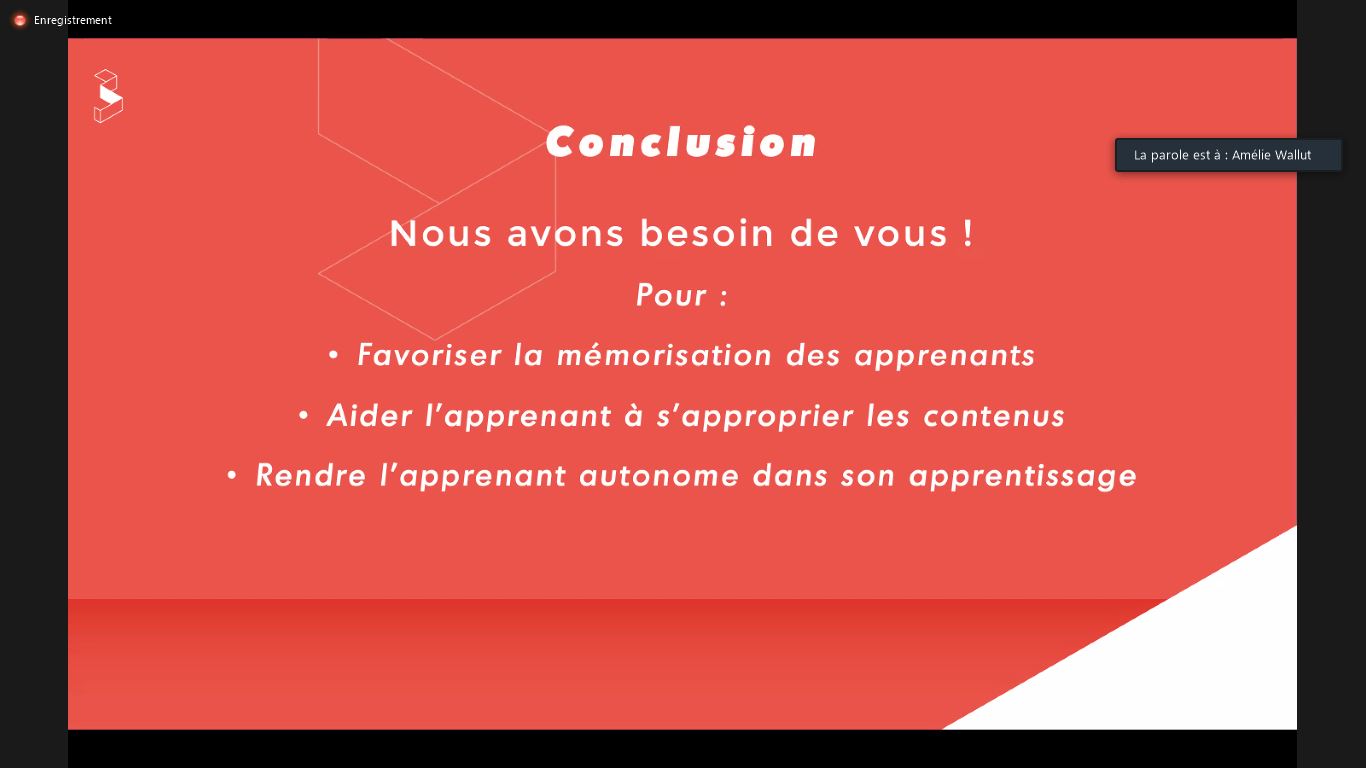 Enregistrement
Conclusion
La parole est à : Amélie Wallut
Nous avons besoin de vous !
Pour :
• Favoriser la mémorisation des apprenants
• Aider l’apprenant à s’approprier les contenus
• Rendre l’apprenant autonome dans son apprentissage